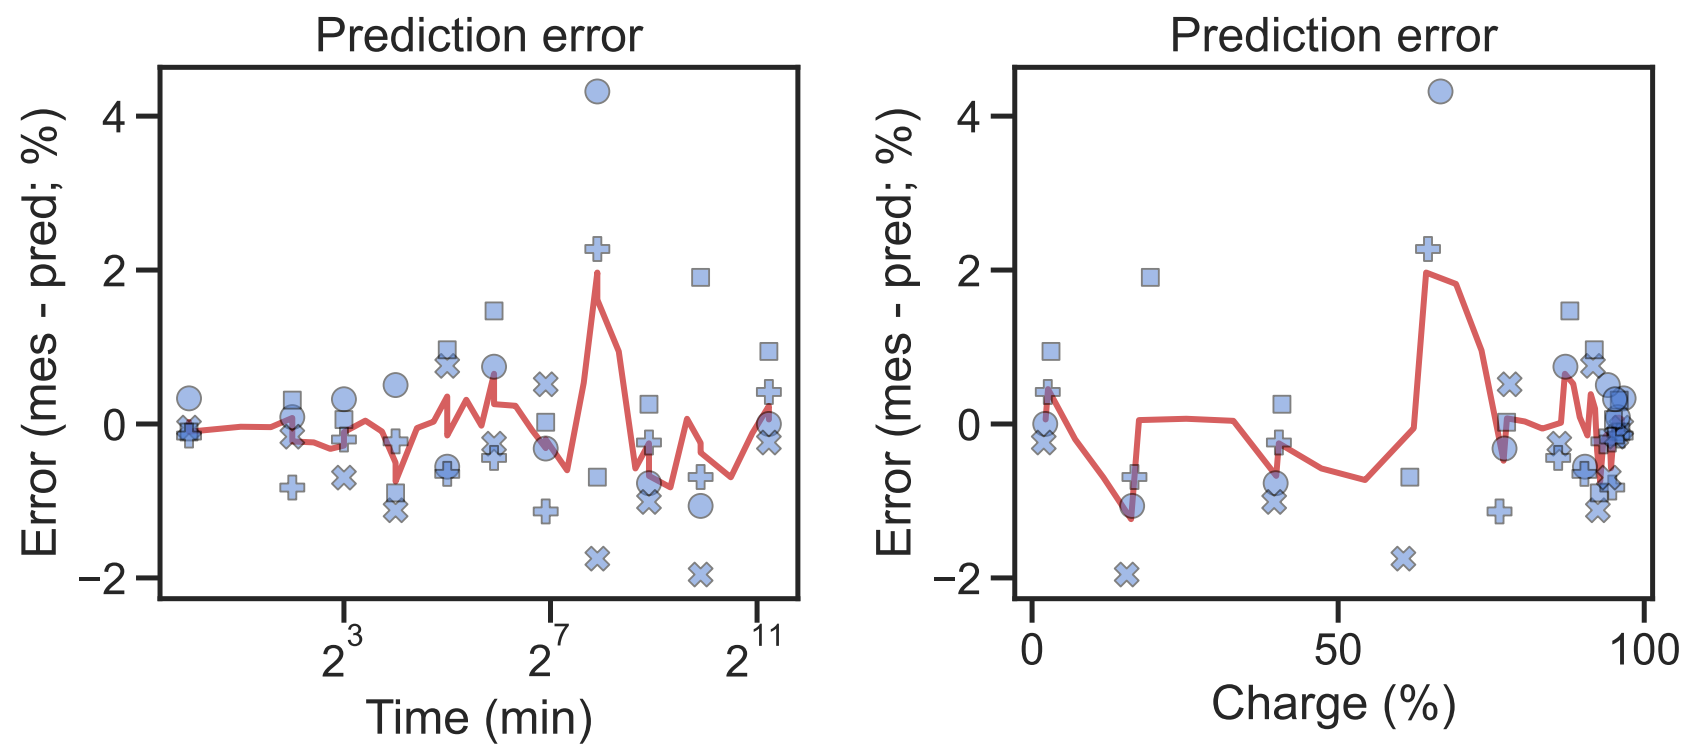 Prediction error
Error (mes - pred; %)
4
2
0
−2
2^3
2^7
2^11
Time (min)
Prediction error
Error (mes - pred; %)
4
2
0
−2
0
50
100
Charge (%)